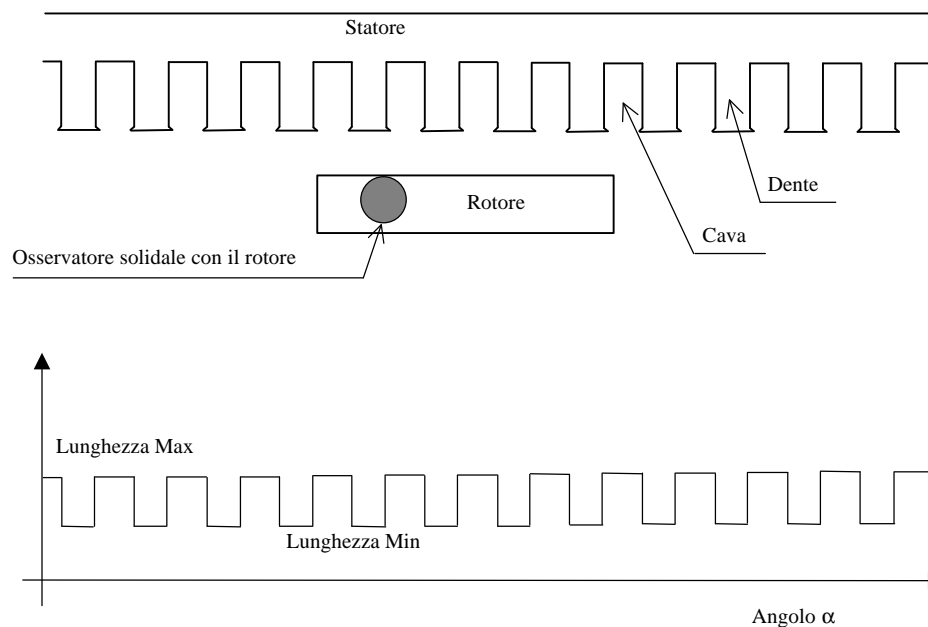 Statore
Dente
Rotore
Cava
Osservatore solidale con il rotore
Lunghezza Max
Lunghezza Min
Angolo α